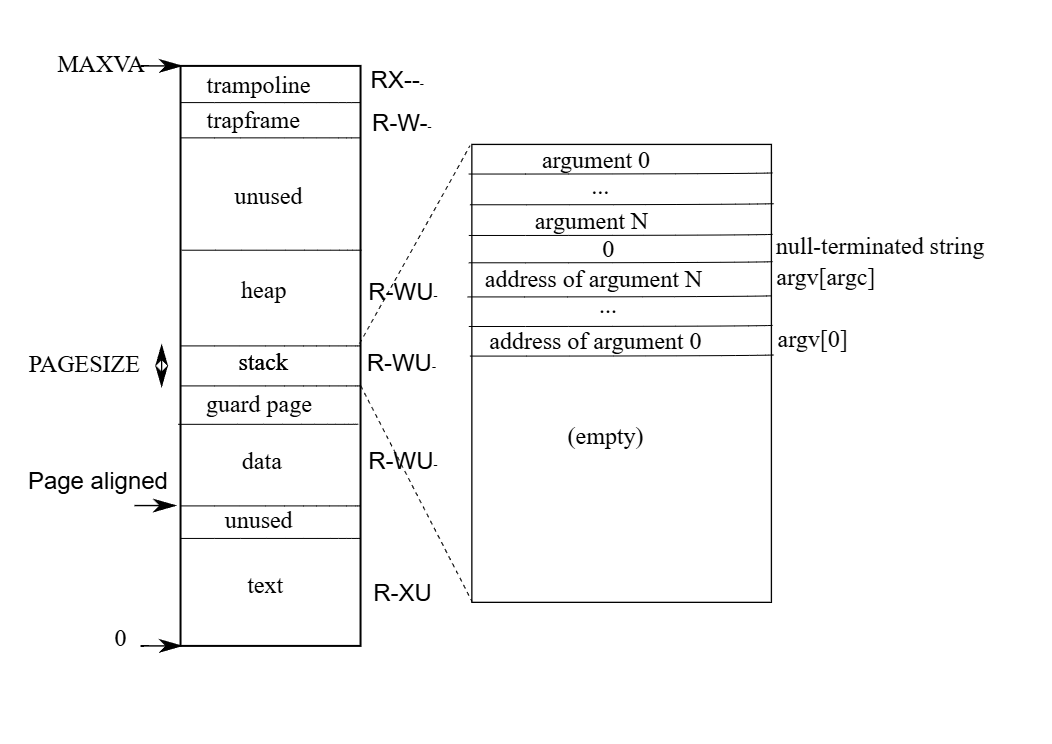 MAXVA
trampoline
RX--
trapframe
R-W--
unused
heap
R-WU-
PAGESIZE
stack
R-WU-
guard page
data
R-WU-
Page aligned
unused
text
R-XU
0
argument 0
...
argument N
0
null-terminated string
address of argument N
argv[argc]
...
address of argument 0
argv[0]
(empty)